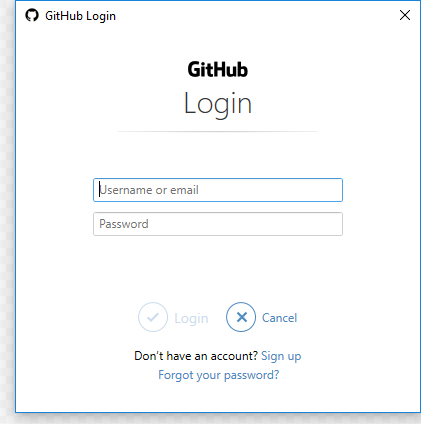 GitHub Login
GitHub
Login
Username or email
Password
Login Cancel
Don't have an account? Sign up
Forgot your password?